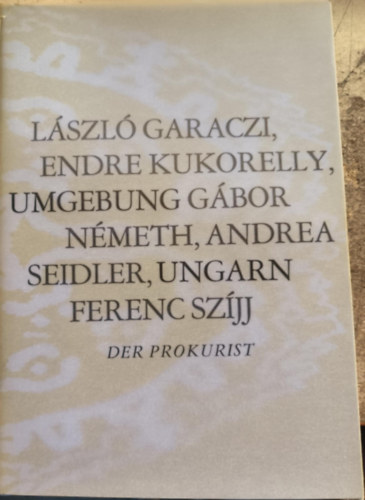 LÁSZLÓ GARACZI,
ENDRE KUKORELLY,
UMGEBUNG GÁBOR
NÉMETH, ANDREA
SEIDLER, UNGARN
FERENC SZÍJJ
DER PROKURIST